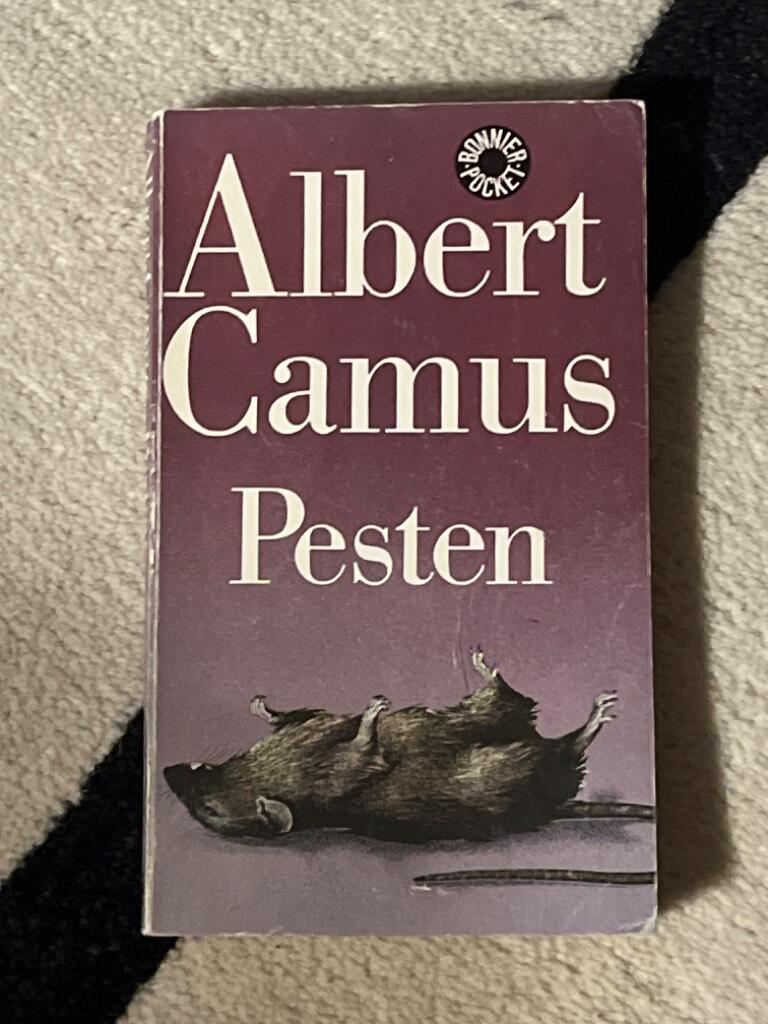 BONNIER
POCKET
Albert
Camus
Pesten